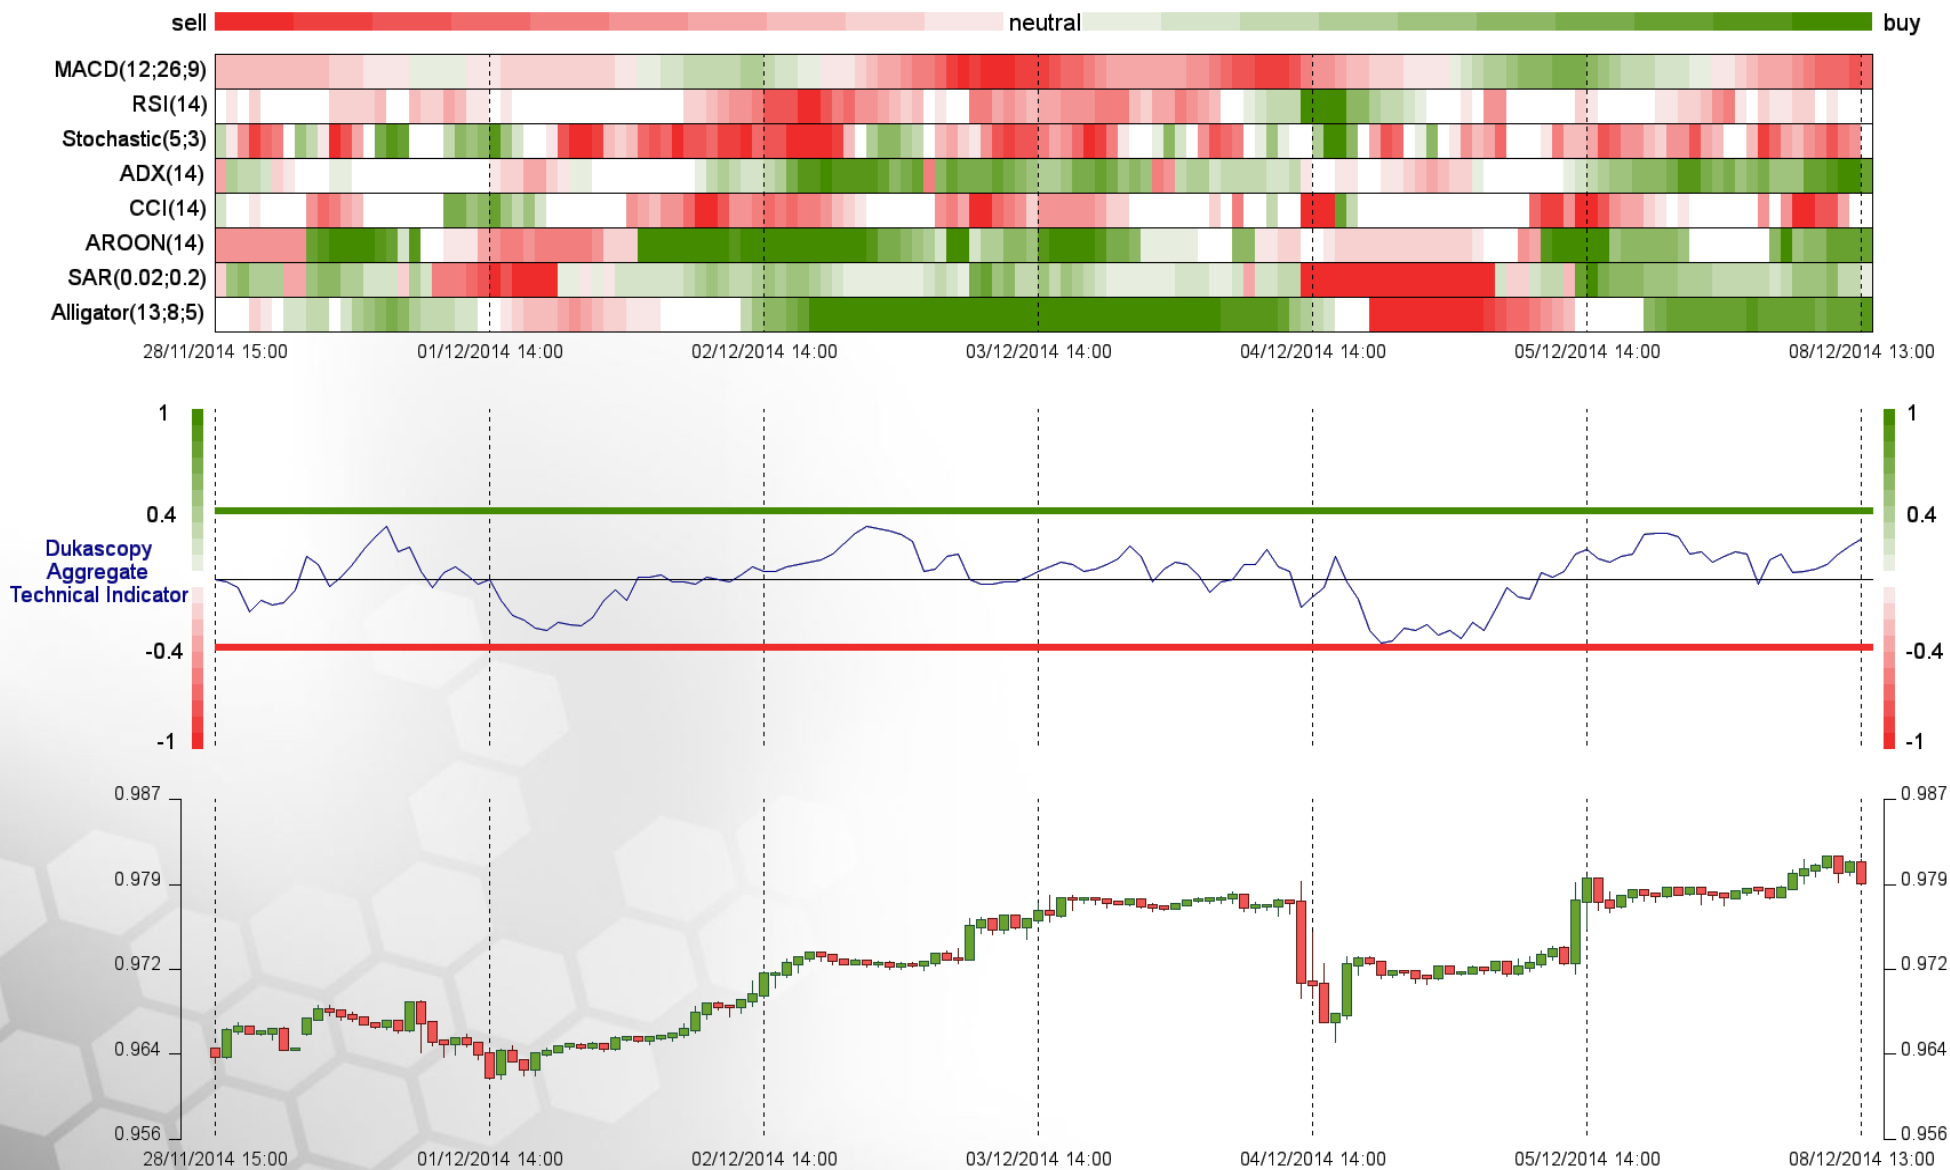 sell neutral buy
MACD(12;26;9)
RSI(14)
Stochastic(5;3)
ADX(14)
CCI(14)
AROON(14)
SAR(0.02;0.2)
Alligator(13;8;5)
28/11/2014 15:00 01/12/2014 14:00 02/12/2014 14:00 03/12/2014 14:00 04/12/2014 14:00 05/12/2014 14:00 08/12/2014 13:00
1 1
0.4 0.4
Dukascopy
Aggregate
Technical Indicator
-0.4 -0.4
-1 -1
0.987 0.987
0.979 0.979
0.972 0.972
0.964 0.964
0.956 0.956
28/11/2014 15:00 01/12/2014 14:00 02/12/2014 14:00 03/12/2014 14:00 04/12/2014 14:00 05/12/2014 14:00 08/12/2014 13:00